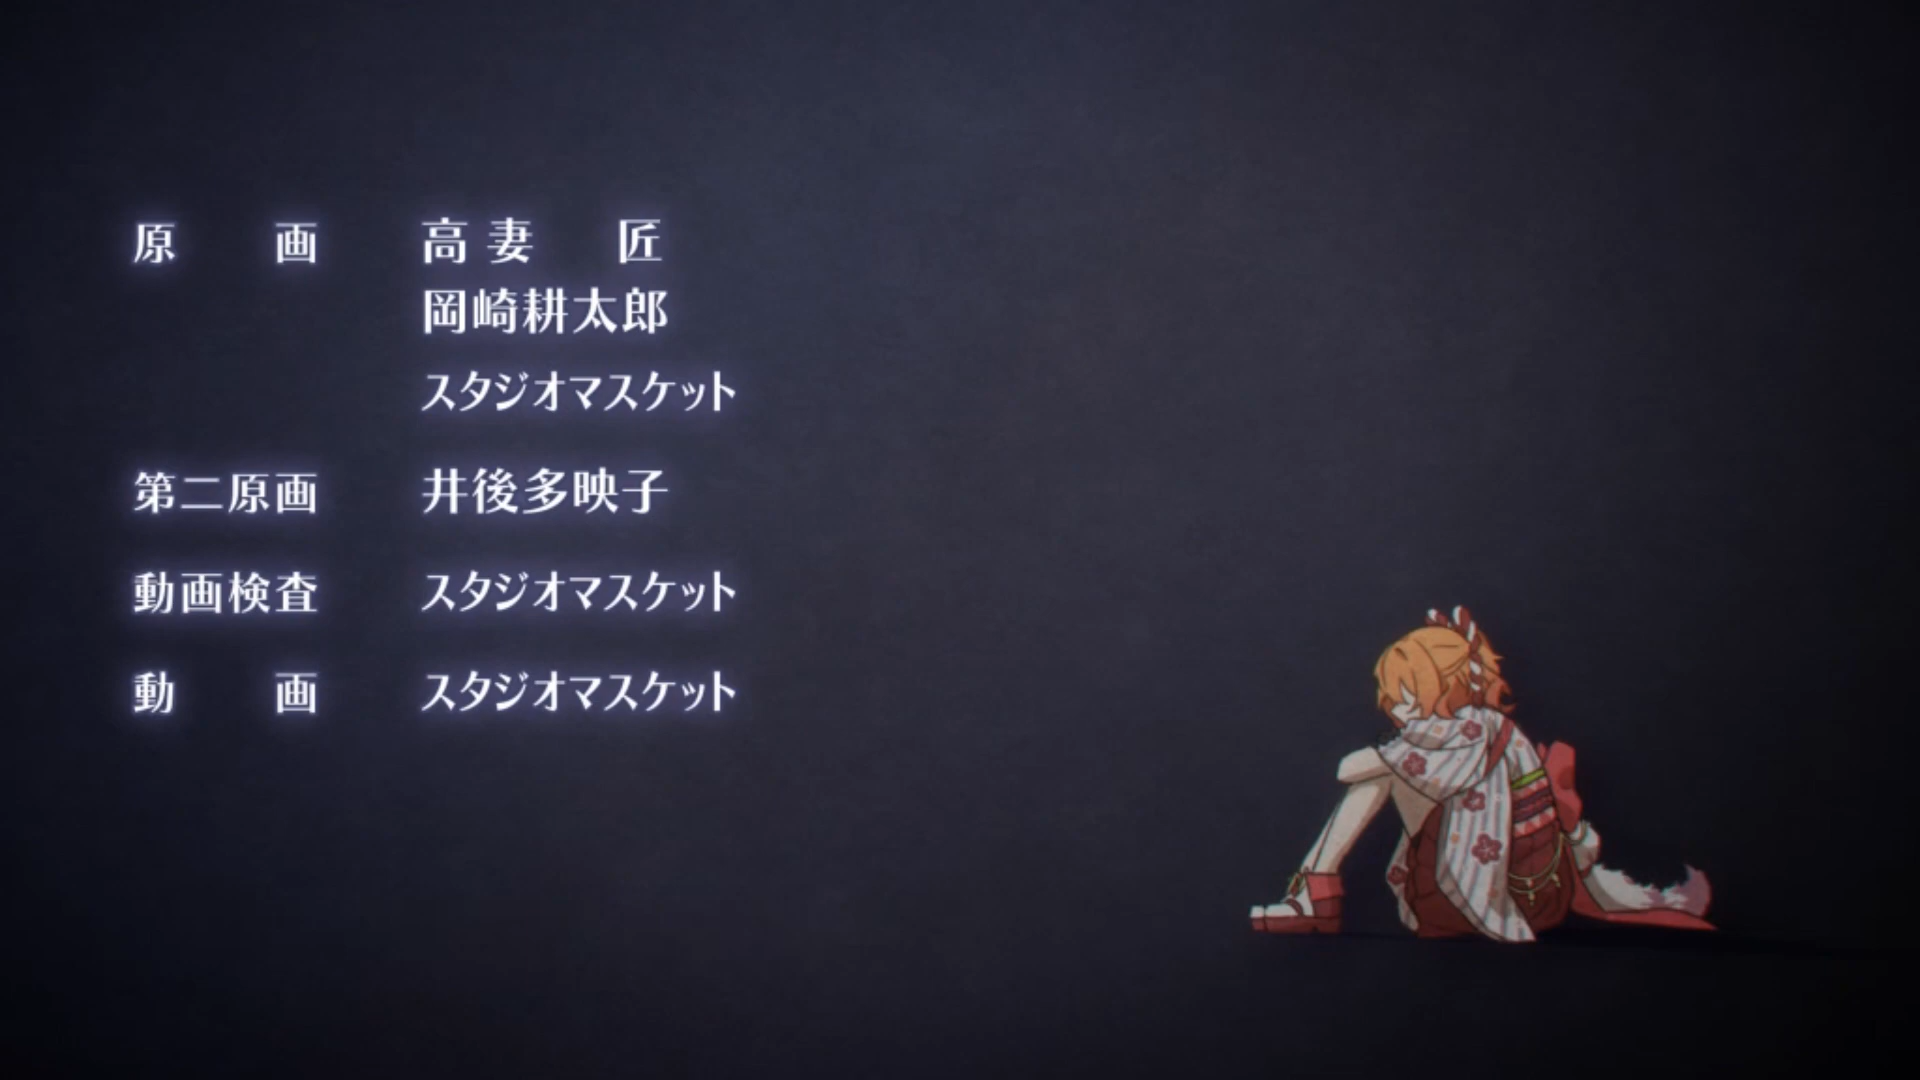 原画 高妻 匠
岡崎耕太郎
スタジオマスケット
第二原画 井後多映子
動画検査 スタジオマスケット
動画 スタジオマスケット